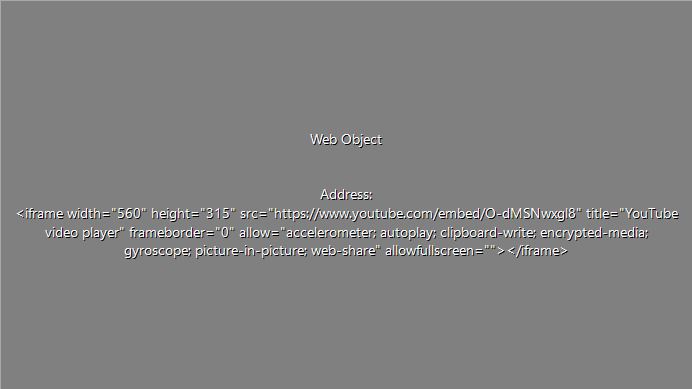 Web Object
Address:
<iframe width="560" height="315" src="https://www.youtube.com/embed/O-dMSNwxgl8" title="YouTube
video player" frameborder="0" allow="accelerometer; autoplay; clipboard-write; encrypted-media;
gyroscope; picture-in-picture; web-share" allowfullscreen=""></iframe>